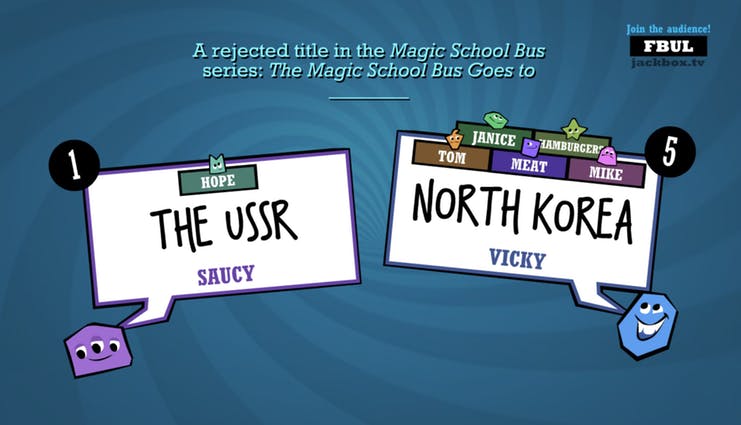 A rejected title in the Magic School Bus
series: The Magic School Bus Goes to
________
Join the audience!
FBUL
jackbox.tv
1
HOPE
THE USSR
SAUCY
5
JANICE
HAMBURGER
TOM
MEAT
MIKE
NORTH KOREA
VICKY